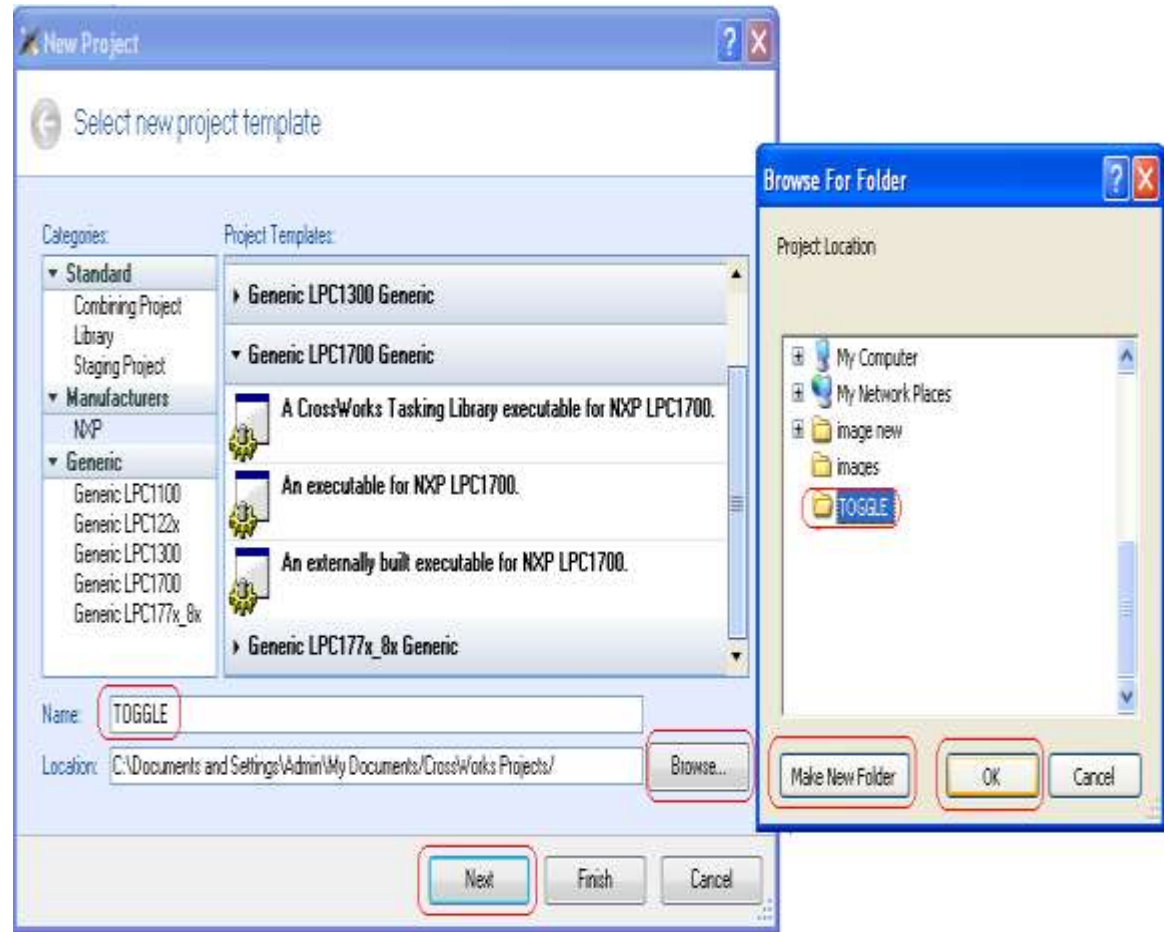 New Project
Select new project template
Categories:
Project Templates:
Standard
Combining Project
Library
Staging Project
Manufacturers
NXP
Generic
Generic LPC1100
Generic LPC122x
Generic LPC1300
Generic LPC1700
Generic LPC177x_8x
Generic LPC1300 Generic
Generic LPC1700 Generic
A CrossWorks Tasking Library executable for NXP LPC1700.
An executable for NXP LPC1700.
An externally built executable for NXP LPC1700.
Generic LPC177x_8x Generic
Name: TOGGLE
Location: C:\Documents and Settings\Admin\My Documents/CrossWorks Projects/ Browse...
Next Finish Cancel
Browse For Folder
Project Location
My Computer
My Network Places
image new
images
TOGGLE
Make New Folder OK Cancel